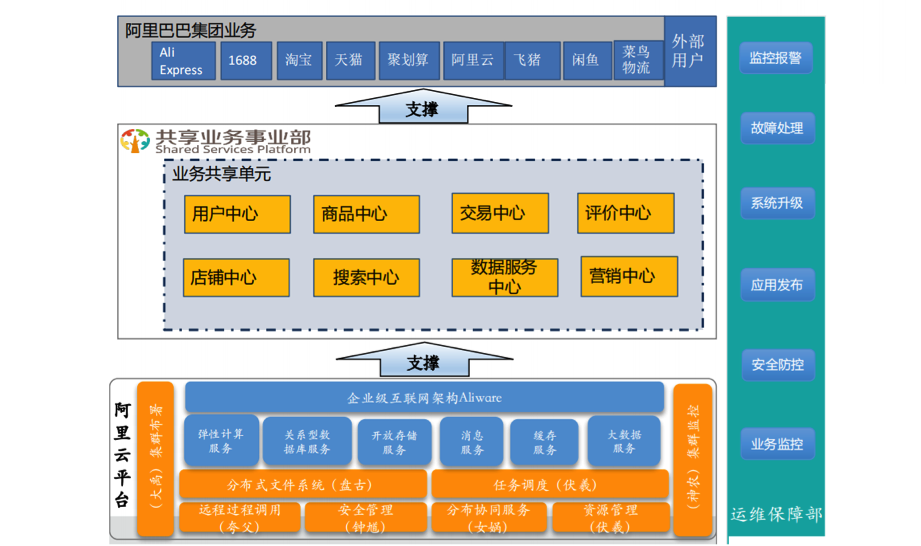 阿里巴巴集团业务
Ali
Express
1688
淘宝
天猫
聚划算
阿里云
飞猪
闲鱼
菜鸟
物流
外部
用户
支撑
共享业务事业部
Shared Services Platform
业务共享单元
用户中心
商品中心
交易中心
评价中心
店铺中心
搜索中心
数据服务
中心
营销中心
支撑
阿里云平台
(大禹) 集群布署
企业级互联网架构Aliware
弹性计算
服务
关系型数
据库服务
开放存储
服务
消息
服务
缓存
服务
大数据
服务
分布式文件系统（盘古）
任务调度（伏羲）
远程过程调用
(夸父)
安全管理
(钟馗)
分布协同服务
(女娲)
资源管理
(伏羲)
(神农) 集群监控
监控报警
故障处理
系统升级
应用发布
安全防控
业务监控
运维保障部